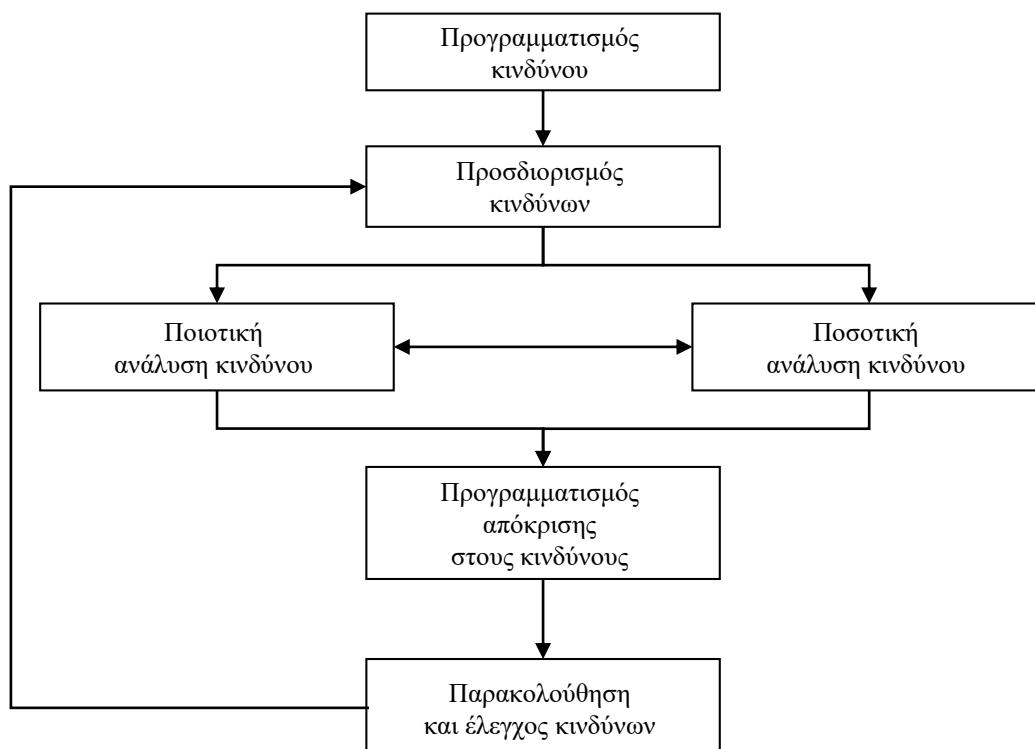 Προγραμματισμός
κινδύνου
Προσδιορισμός
κινδύνων
Ποιοτική
ανάλυση κινδύνου
Ποσοτική
ανάλυση κινδύνου
Προγραμματισμός
απόκρισης
στους κινδύνους
Παρακολούθηση
και έλεγχος κινδύνων